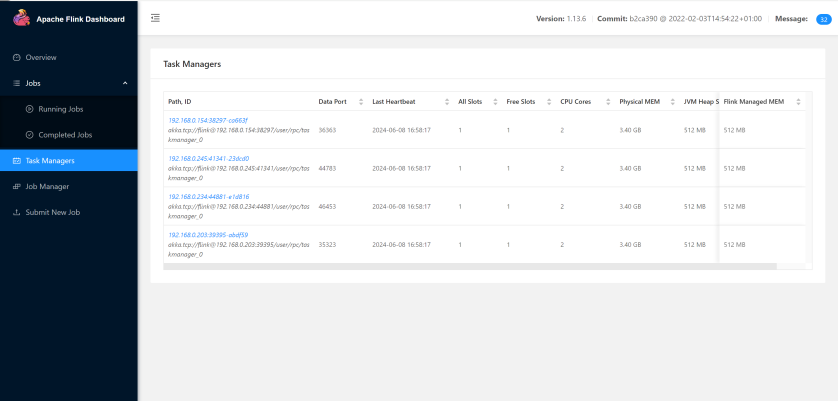 Apache Flink Dashboard
Version: 1.13.6 Commit: b2ca390 @ 2022-02-03T14:54:22+01:00 Message: 32
Overview
Jobs
Running Jobs
Completed Jobs
Task Managers
Job Manager
Submit New Job
Task Managers
Path, ID Data Port Last Heartbeat All Slots Free Slots CPU Cores Physical MEM JVM Heap S Flink Managed MEM
192.168.0.154:38297-ca663f
akka.tcp://flink@192.168.0.154:38297/user/rpc/tas
kmanager_0
36363 2024-06-08 16:58:17 1 1 2 3.40 GB 512 MB 512 MB
192.168.0.245:41341-23dcd0
akka.tcp://flink@192.168.0.245:41341/user/rpc/tas
kmanager_0
44783 2024-06-08 16:58:17 1 1 2 3.40 GB 512 MB 512 MB
192.168.0.234:44881-e1d816
akka.tcp://flink@192.168.0.234:44881/user/rpc/tas
kmanager_0
46453 2024-06-08 16:58:17 1 1 2 3.40 GB 512 MB 512 MB
192.168.0.203:39395-abdf59
akka.tcp://flink@192.168.0.203:39395/user/rpc/tas
kmanager_0
35323 2024-06-08 16:58:17 1 1 2 3.40 GB 512 MB 512 MB